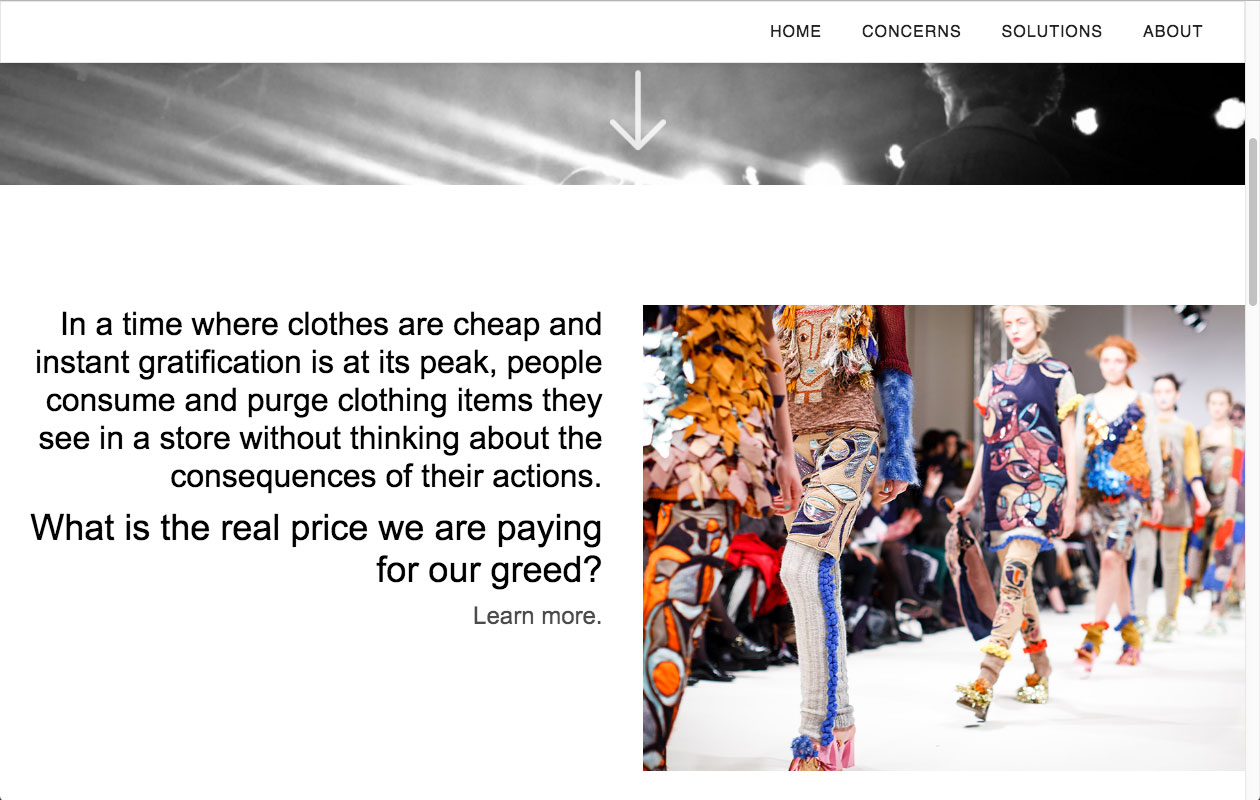 HOME CONCERNS SOLUTIONS ABOUT
In a time where clothes are cheap and
instant gratification is at its peak, people
consume and purge clothing items they
see in a store without thinking about the
consequences of their actions.
What is the real price we are paying
for our greed?
Learn more.